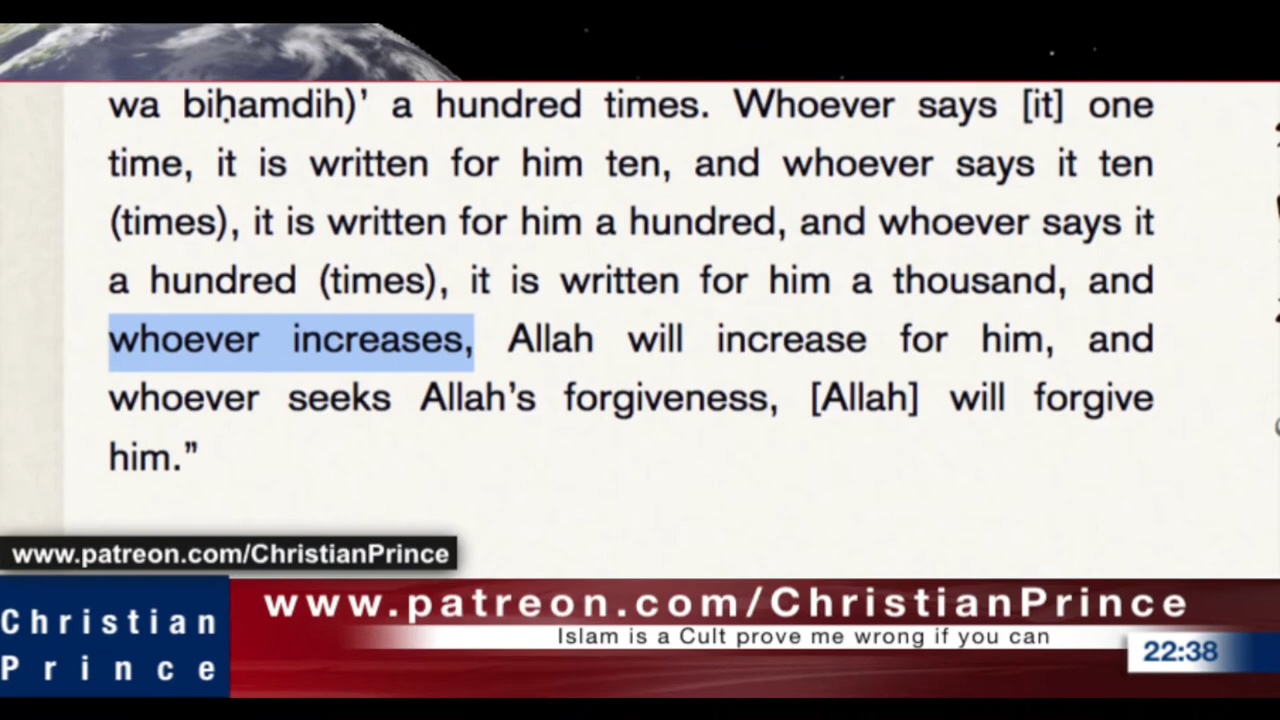 wa biḥamdih)’ a hundred times. Whoever says [it] one
time, it is written for him ten, and whoever says it ten
(times), it is written for him a hundred, and whoever says it
a hundred (times), it is written for him a thousand, and
whoever increases, Allah will increase for him, and
whoever seeks Allah’s forgiveness, [Allah] will forgive
him.”
www.patreon.com/ChristianPrince
Christian
Prince
www.patreon.com/ChristianPrince
Islam is a Cult prove me wrong if you can
22:38